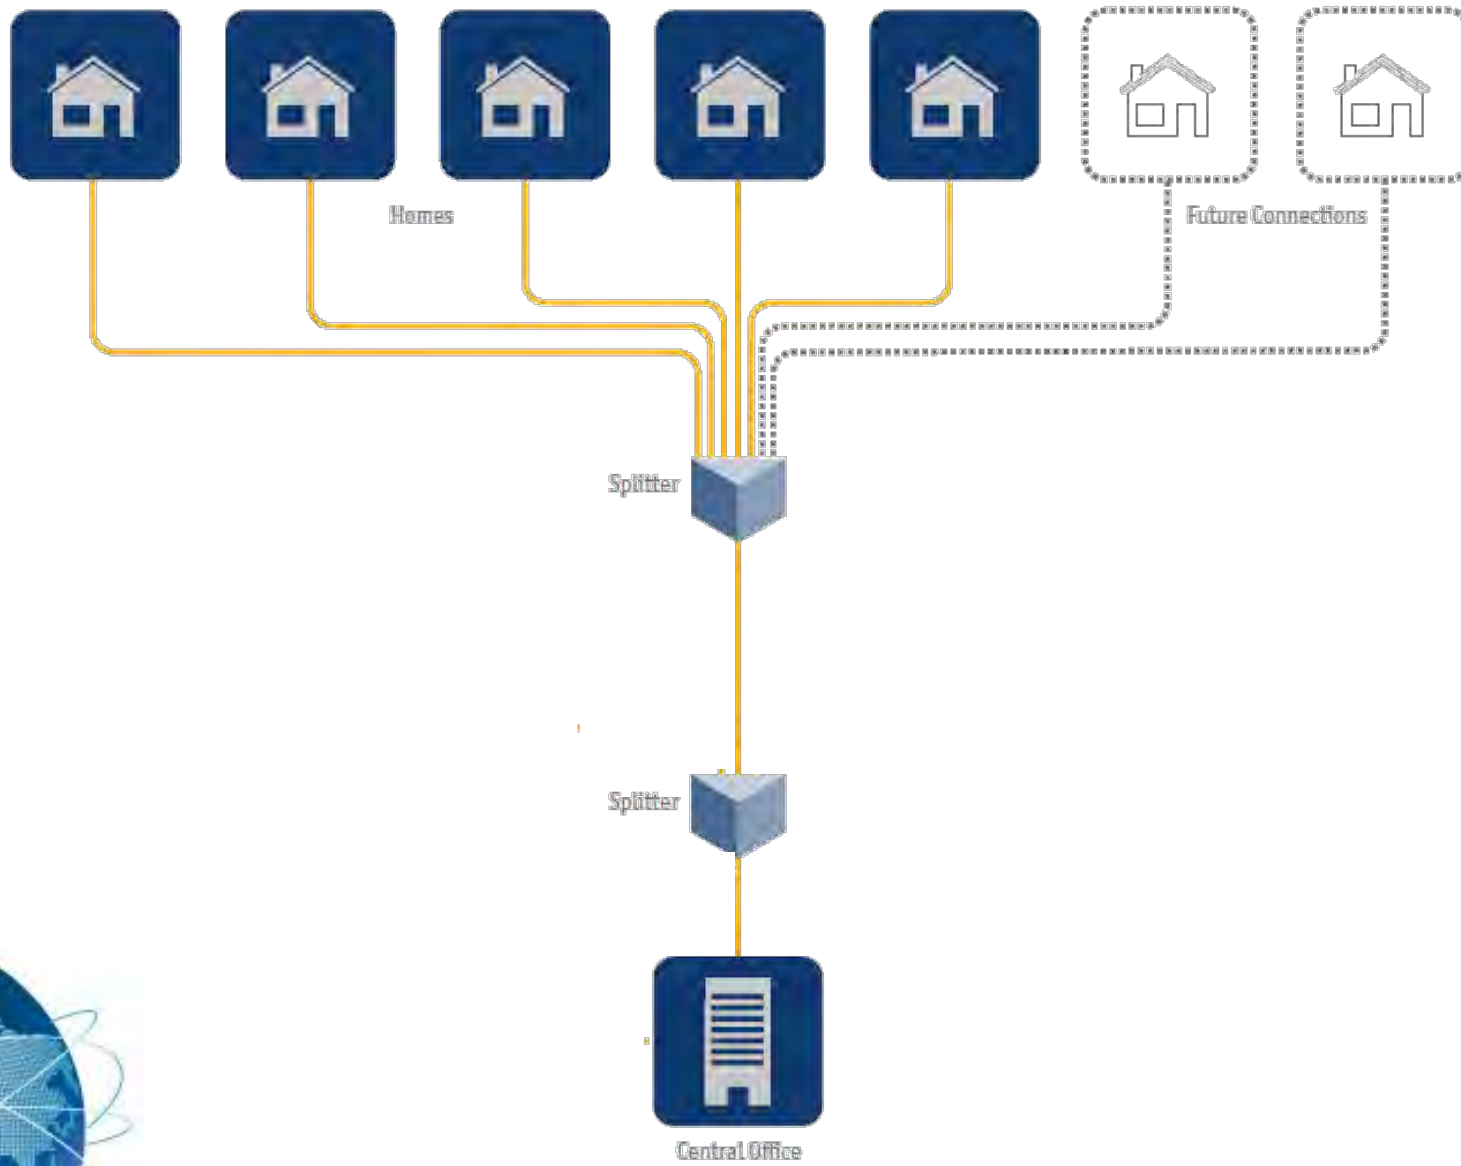 Homes
Future Connections
Splitter
Splitter
Central Office